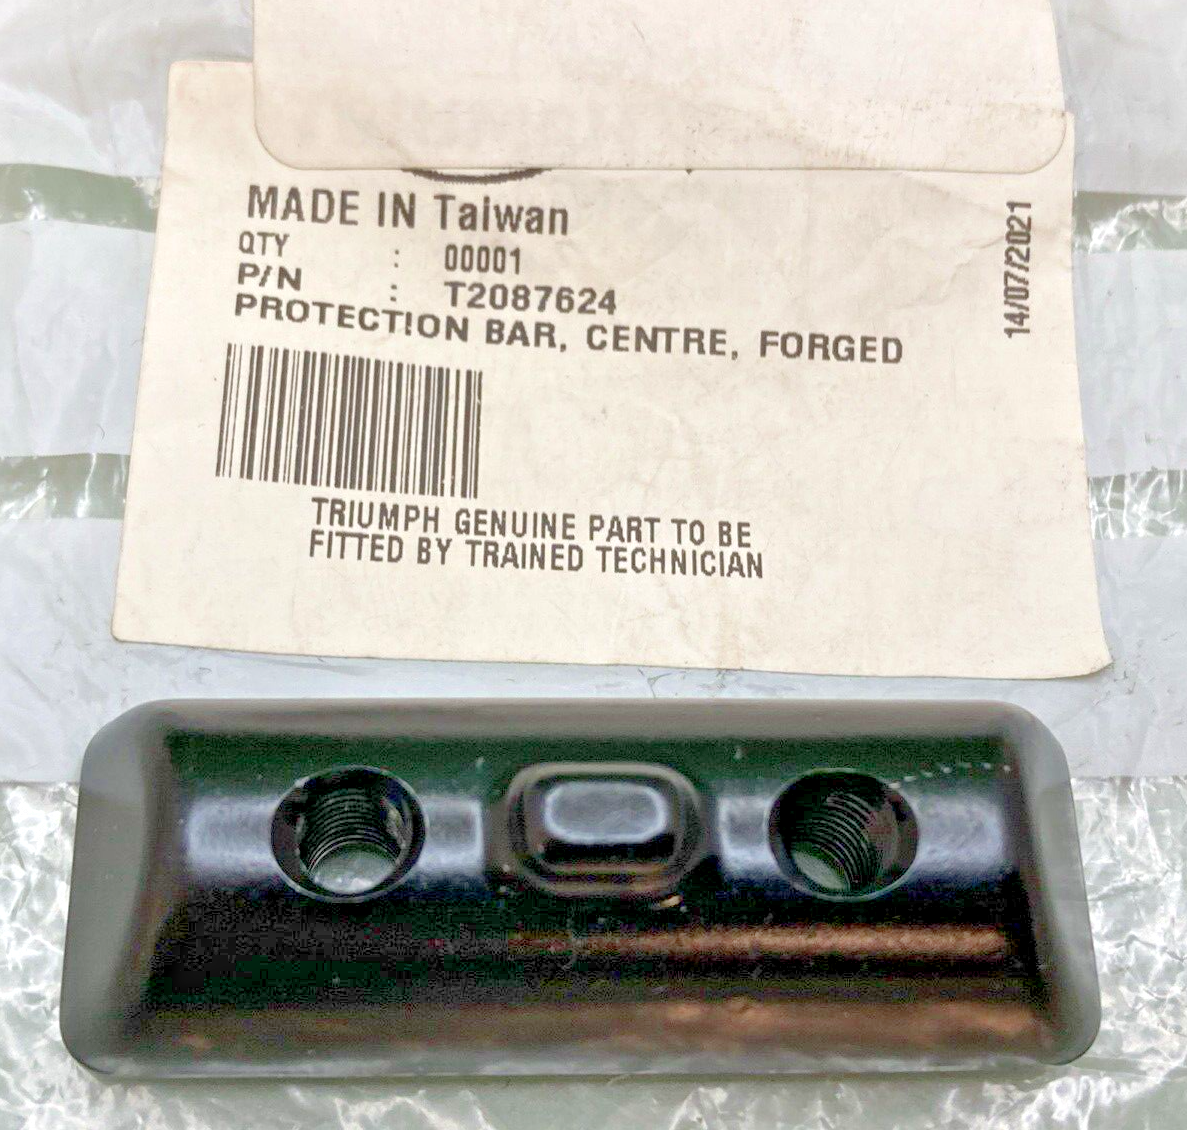 MADE IN Taiwan
QTY : 00001
P/N : T2087624
PROTECTION BAR, CENTRE, FORGED
14/07/2021
TRIUMPH GENUINE PART TO BE
FITTED BY TRAINED TECHNICIAN